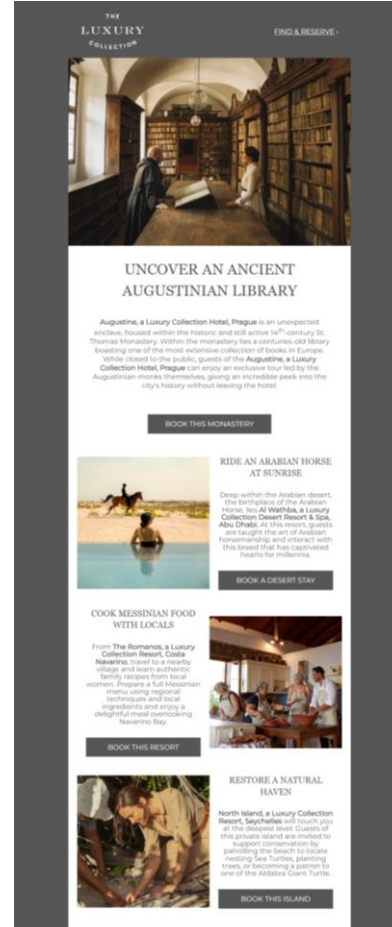 THE
LUXURY
COLLECTION
FIND & RESERVE ›
UNCOVER AN ANCIENT
AUGUSTINIAN LIBRARY
Augustine, a Luxury Collection Hotel, Prague is an unexpected
enclave, housed within the historic and still active 14th-century St.
Thomas Monastery. Within the monastery lies a centuries-old library
boasting one of the most extensive collection of books in Europe.
While closed to the public, guests of the Augustine, a Luxury
Collection Hotel, Prague can enjoy an exclusive tour led by the
Augustinian monks themselves, giving an incredible peek into the
city's history without leaving the hotel.
BOOK THIS MONASTERY
RIDE AN ARABIAN HORSE
AT SUNRISE
Deep within the Arabian desert,
the birthplace of the Arabian
Horse, lies Al Wathba, a Luxury
Collection Desert Resort & Spa,
Abu Dhabi. At this resort, guests
are taught the art of Arabian
horsemanship and interact with
this breed that has captivated
hearts for millennia.
BOOK A DESERT STAY
COOK MESSINIAN FOOD
WITH LOCALS
From The Romanos, a Luxury
Collection Resort, Costa
Navarino, travel to a nearby
village and learn authentic
family recipes from local
women. Prepare a full Messinian
menu using regional
techniques and local
ingredients and enjoy a
delightful meal overlooking
Navarino Bay.
BOOK THIS RESORT
RESTORE A NATURAL
HAVEN
North Island, a Luxury Collection
Resort, Seychelles will touch you
at the deepest level. Guests of
this private island are invited to
support conservation by
patrolling the beach to locate
nesting Sea Turtles, planting
trees, or becoming a patron to
one of the Aldabra Giant Turtle.
BOOK THIS ISLAND